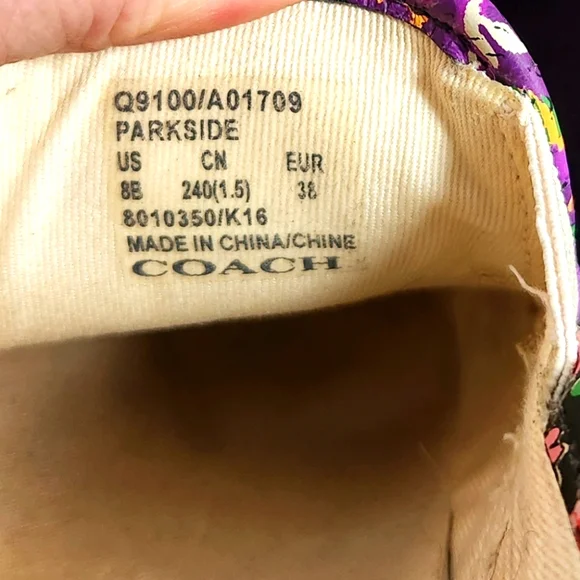 Q9100/A01709
PARKSIDE
US CN EUR
8B 240(1.5) 38
8010350/K16
MADE IN CHINA/CHINE
COACH